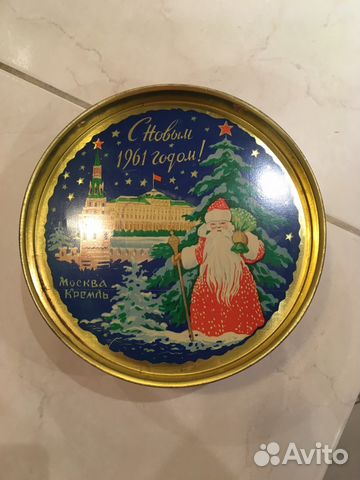 С Новым
1961 годом!
Москва
Кремль
Avito